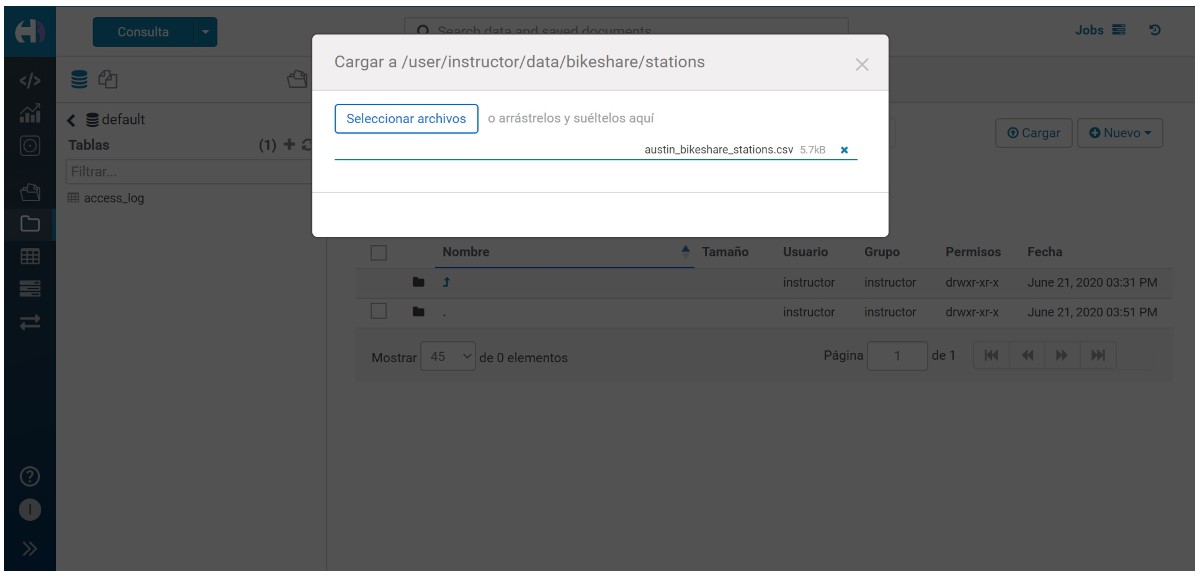 Consulta
Search data and saved documents...
Jobs
Cargar a /user/instructor/data/bikeshare/stations
Seleccionar archivos o arrástrelos y suéltelos aquí
austin_bikeshare_stations.csv 5.7kB
default
Tablas (1)
Filtrar...
access_log
Cargar Nuevo
Nombre Tamaño Usuario Grupo Permisos Fecha
instructor instructor drwxr-xr-x June 21, 2020 03:31 PM
. instructor instructor drwxr-xr-x June 21, 2020 03:51 PM
Mostrar 45 de 0 elementos Página 1 de 1
I